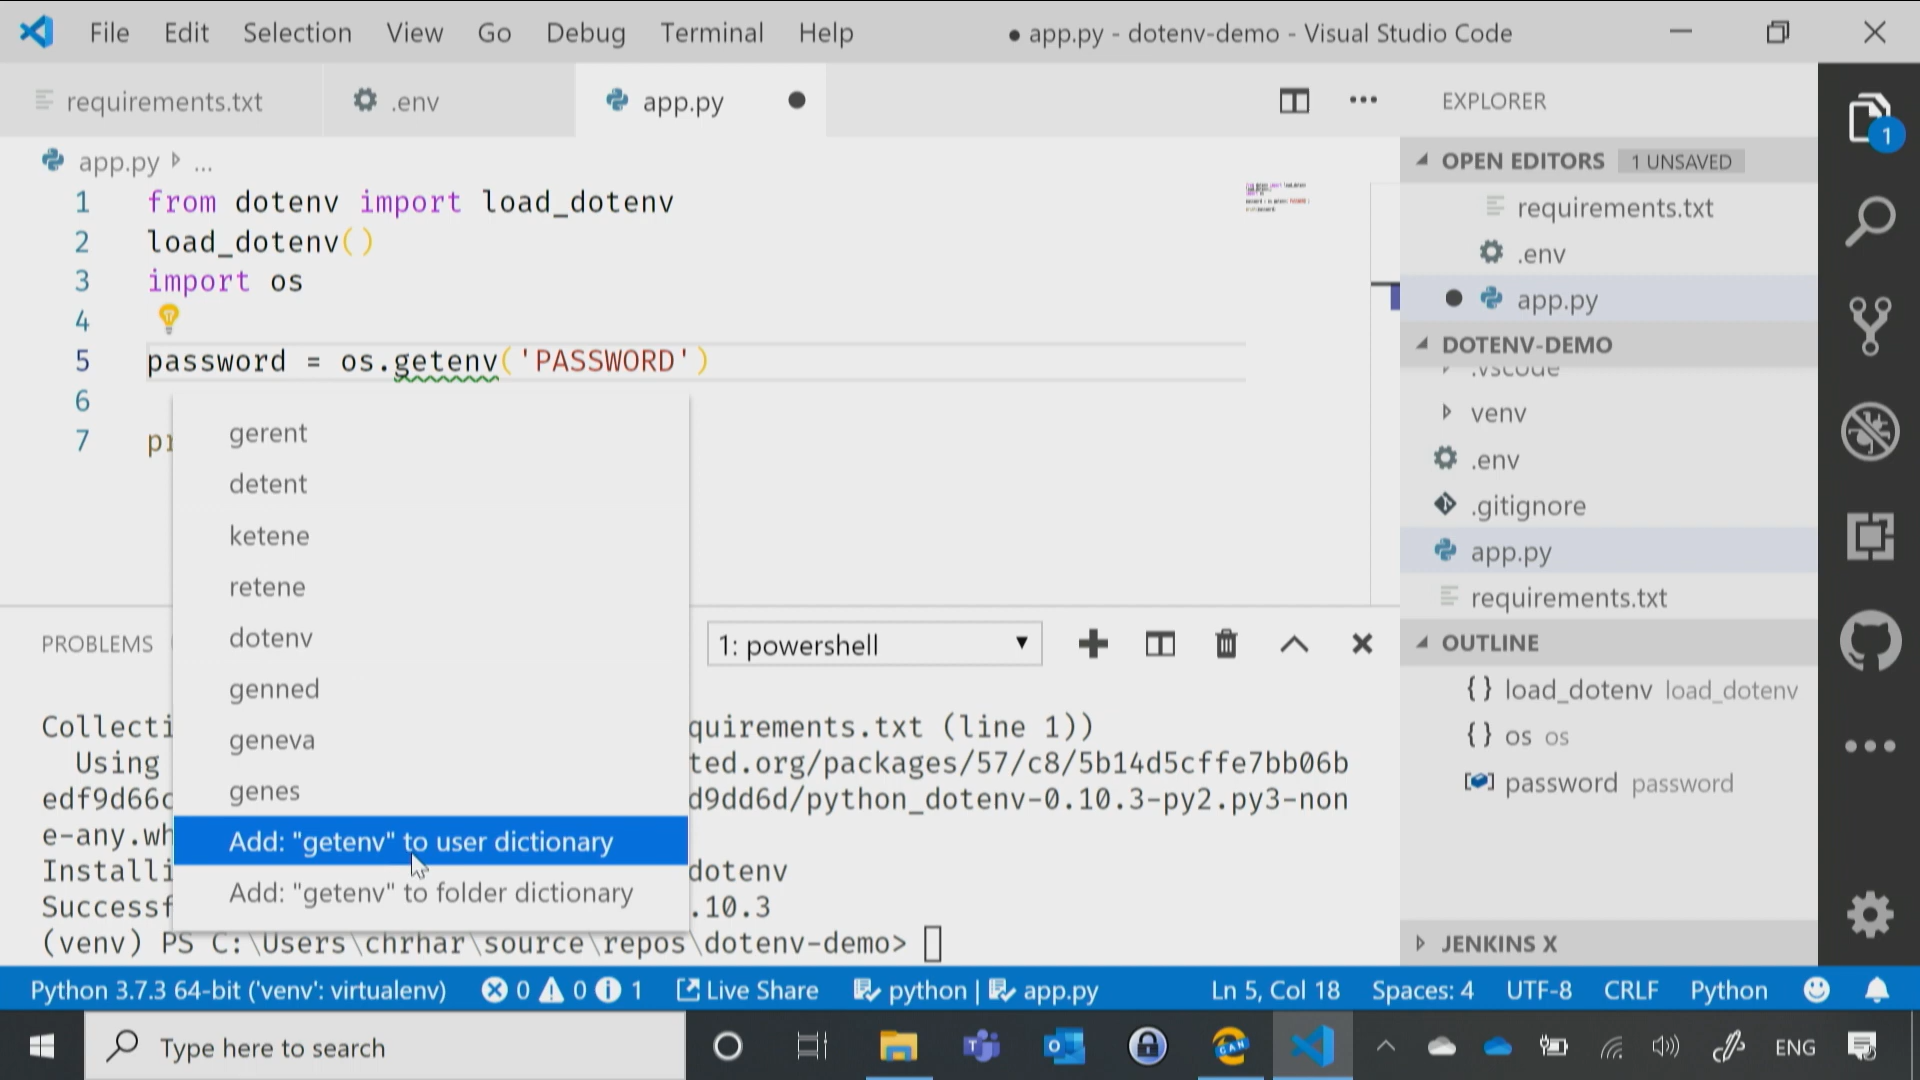 File Edit Selection View Go Debug Terminal Help
● app.py - dotenv-demo - Visual Studio Code
requirements.txt
.env
app.py
app.py ...
1 from dotenv import load_dotenv
2 load_dotenv()
3 import os
4
5 password = os.getenv('PASSWORD')
6
7 pr
gerent
detent
ketene
retene
dotenv
genned
geneva
genes
Add: "getenv" to user dictionary
Add: "getenv" to folder dictionary
PROBLEMS
1: powershell
Collecti quirements.txt (line 1))
Using ted.org/packages/57/c8/5b14d5cffe7bb06b
edf9d66c d9dd6d/python_dotenv-0.10.3-py2.py3-non
e-any.wh
Installi dotenv
Successf .10.3
(venv) PS C:\Users\chrhar\source\repos\dotenv-demo>
EXPLORER
1
OPEN EDITORS 1 UNSAVED
requirements.txt
.env
app.py
DOTENV-DEMO
.vscode
venv
.env
.gitignore
app.py
requirements.txt
OUTLINE
{} load_dotenv load_dotenv
{} os os
password password
JENKINS X
Python 3.7.3 64-bit ('venv': virtualenv) 0 0 1 Live Share python | app.py Ln 5, Col 18 Spaces: 4 UTF-8 CRLF Python
Type here to search
CAN
ENG